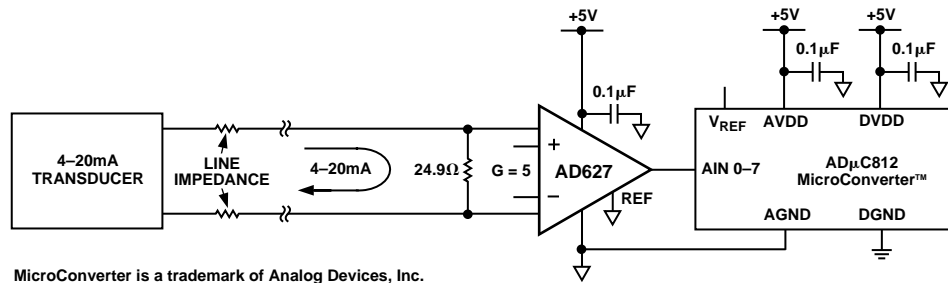 +5V
+5V
+5V
0.1μF
0.1μF
0.1μF
VREF
AVDD
DVDD
4–20mA
TRANSDUCER
LINE
IMPEDANCE
4–20mA
24.9Ω
G = 5
+
–
AD627
REF
AIN 0–7
ADμC812
MicroConverter™
AGND
DGND
MicroConverter is a trademark of Analog Devices, Inc.